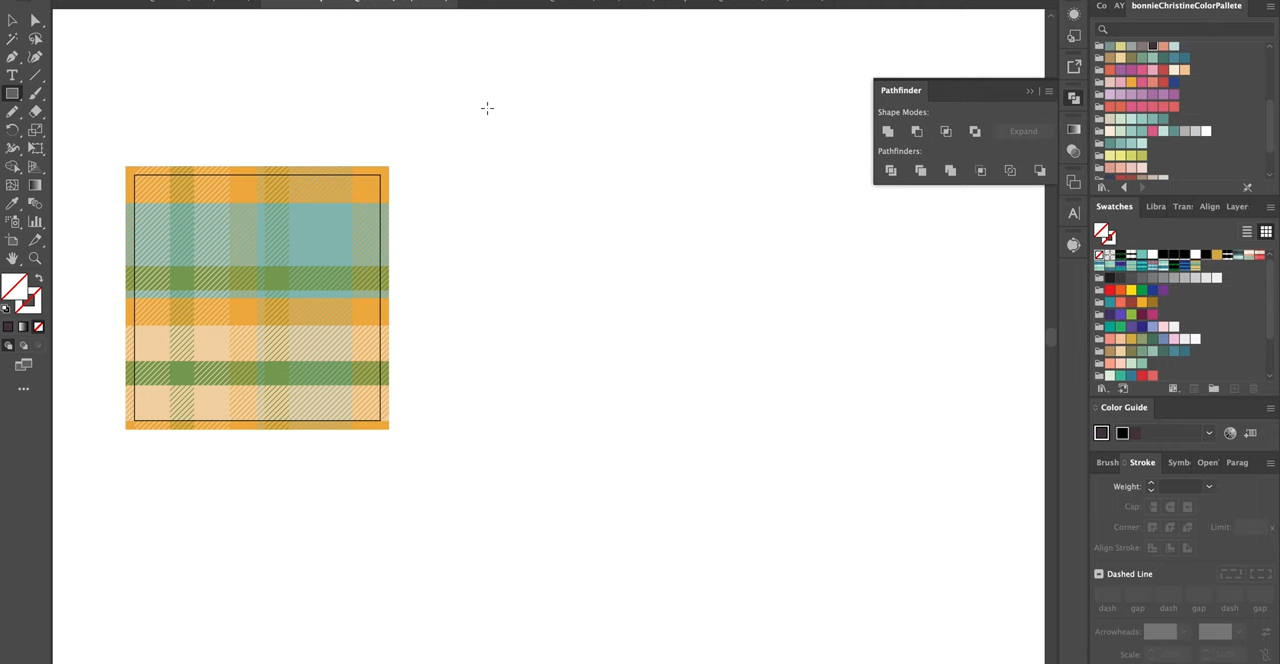 Co AY bonnieChristineColorPallete
Pathfinder
Shape Modes:
Expand
Pathfinders:
Swatches Libra Tran: Align Layer
Color Guide
Brush Stroke Symb Open Parag
Weight:
Cap:
Corner: Limit: x
Align Stroke:
Dashed Line
dash gap dash gap dash gap
Arrowheads:
Scale: